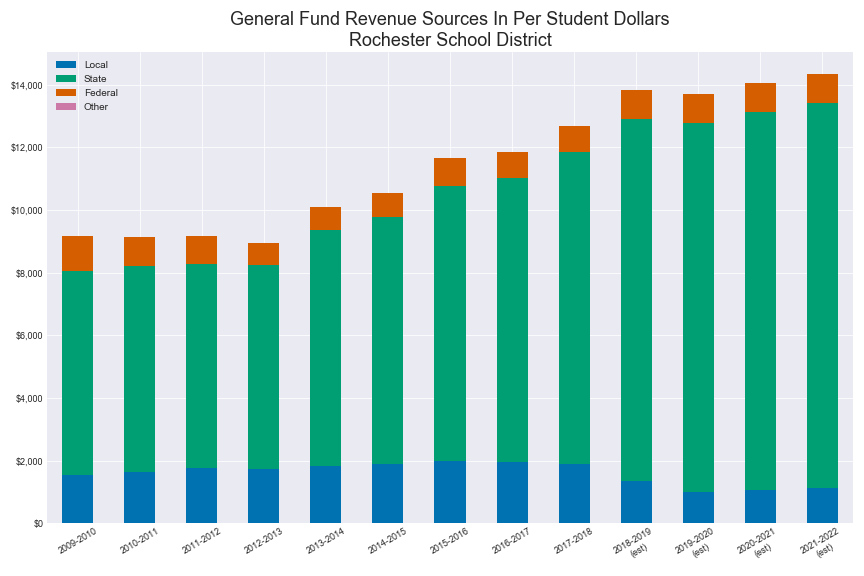 General Fund Revenue Sources In Per Student Dollars
Rochester School District
Local
State
Federal
Other
$14,000
$12,000
$10,000
$8,000
$6,000
$4,000
$2,000
$0
2009-2010
2010-2011
2011-2012
2012-2013
2013-2014
2014-2015
2015-2016
2016-2017
2017-2018
2018-2019
(est)
2019-2020
(est)
2020-2021
(est)
2021-2022
(est)